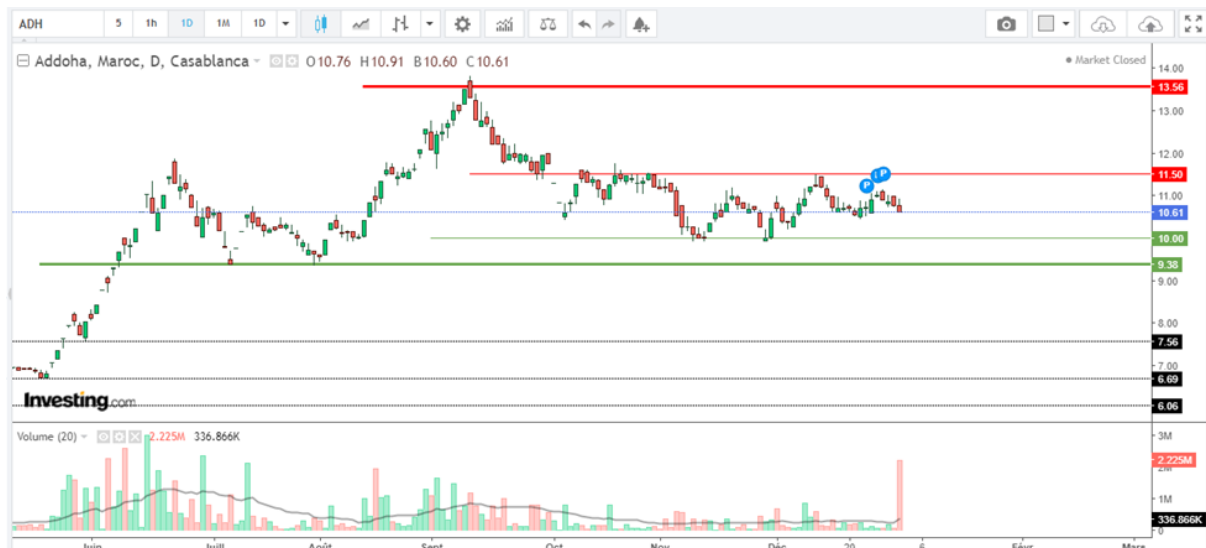 ADH 5 1h 1D 1M 1D
Addoha, Maroc, D, Casablanca O10.76 H10.91 B10.60 C10.61
Market Closed
14.00
13.56
13.00
12.00
11.50
11.00
10.61
10.00
9.38
9.00
8.00
7.56
7.00
6.69
6.06
Investing.com
P P
Volume (20) 2.225M 336.866K
3M
2.225M
2M
1M
336.866K
0
Juin Juill Août Sept Oct Nov Déc 20 6 Févr Mars